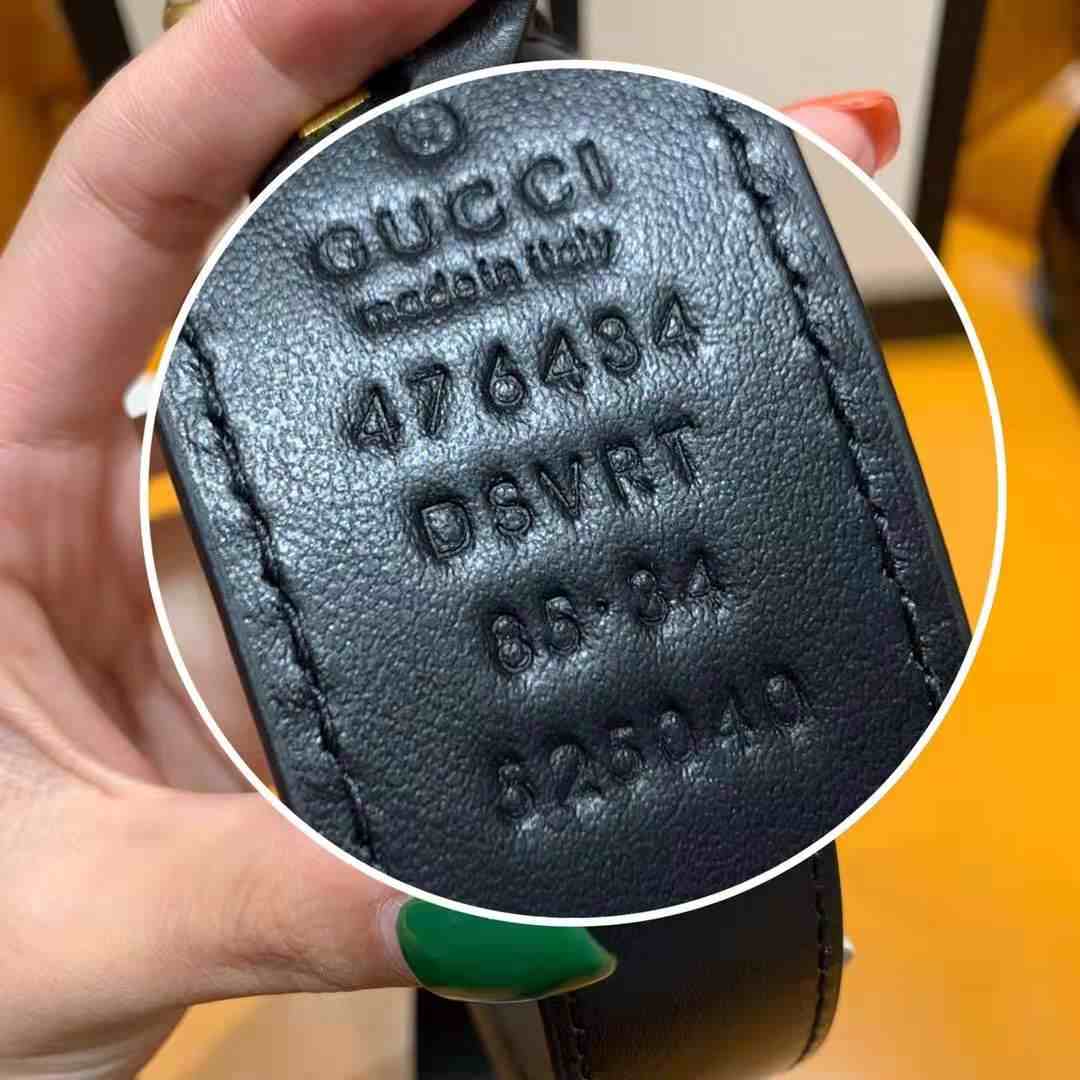 G
GUCCI
made in italy
476434
DSVRT
85·34
525040